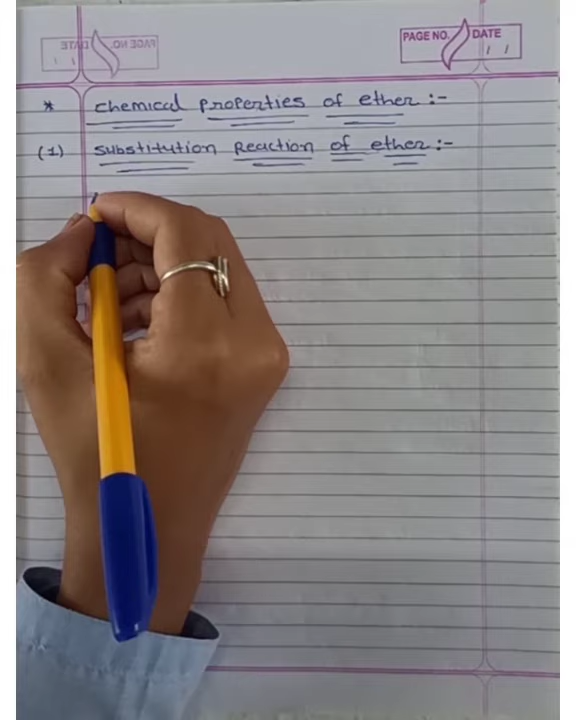 PAGE NO. DATE
/ /
* chemical properties of ether :-
(1) substitution Reaction of ether :-